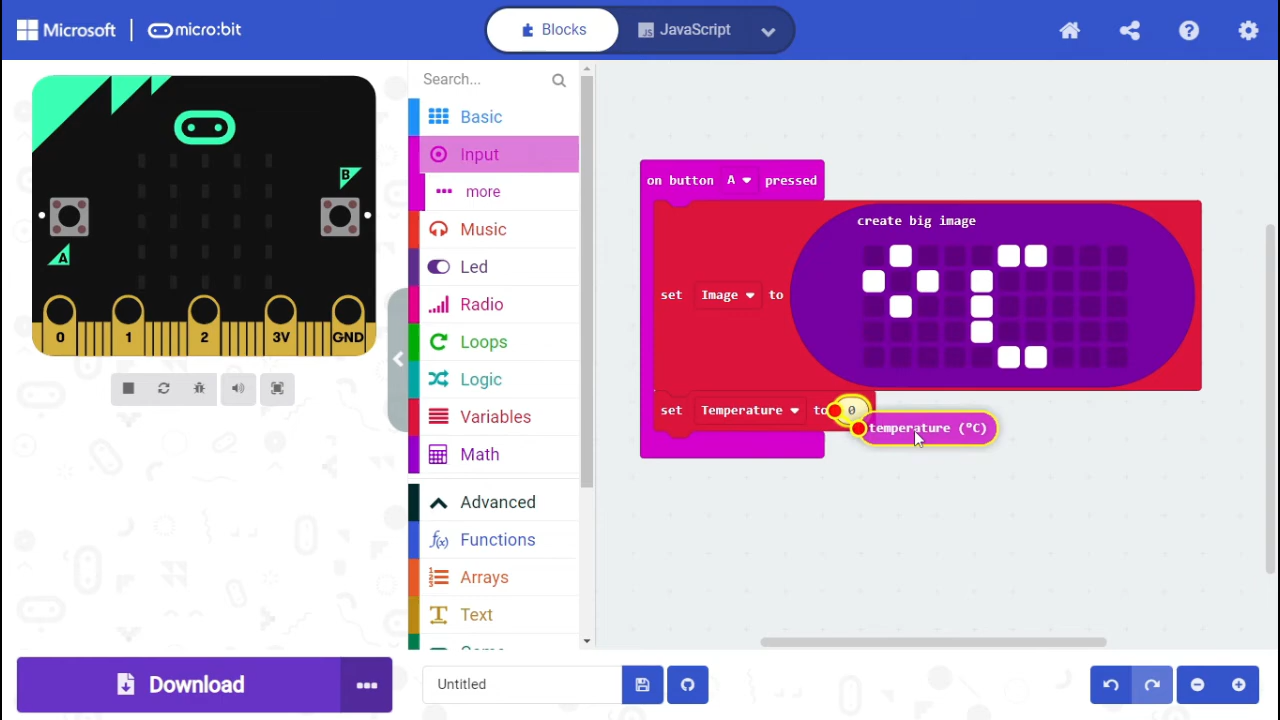 Microsoft micro:bit Blocks JavaScript
Search...
Basic
Input
more
Music
Led
Radio
Loops
Logic
Variables
Math
Advanced
Functions
Arrays
Text
B
A
0 1 2 3V GND
on button A pressed
create big image
set Image to
set Temperature to 0
temperature (°C)
Download
Untitled